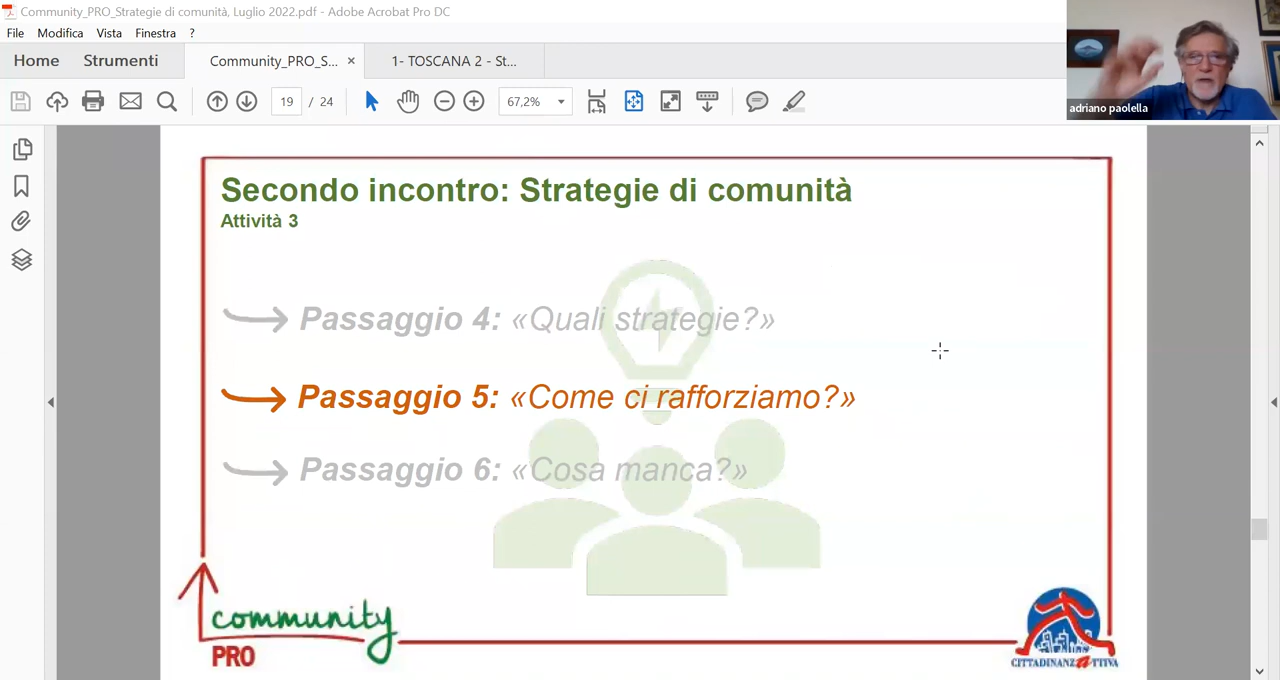 Community_PRO_Strategie di comunità, Luglio 2022.pdf - Adobe Acrobat Pro DC
File Modifica Vista Finestra ?
Home Strumenti Community_PRO_S... × 1- TOSCANA 2 - St...
19 / 24 67,2%
adriano paolella
Secondo incontro: Strategie di comunità
Attività 3
Passaggio 4: «Quali strategie?»
Passaggio 5: «Come ci rafforziamo?»
Passaggio 6: «Cosa manca?»
community
PRO
CITTADINANZATTIVA